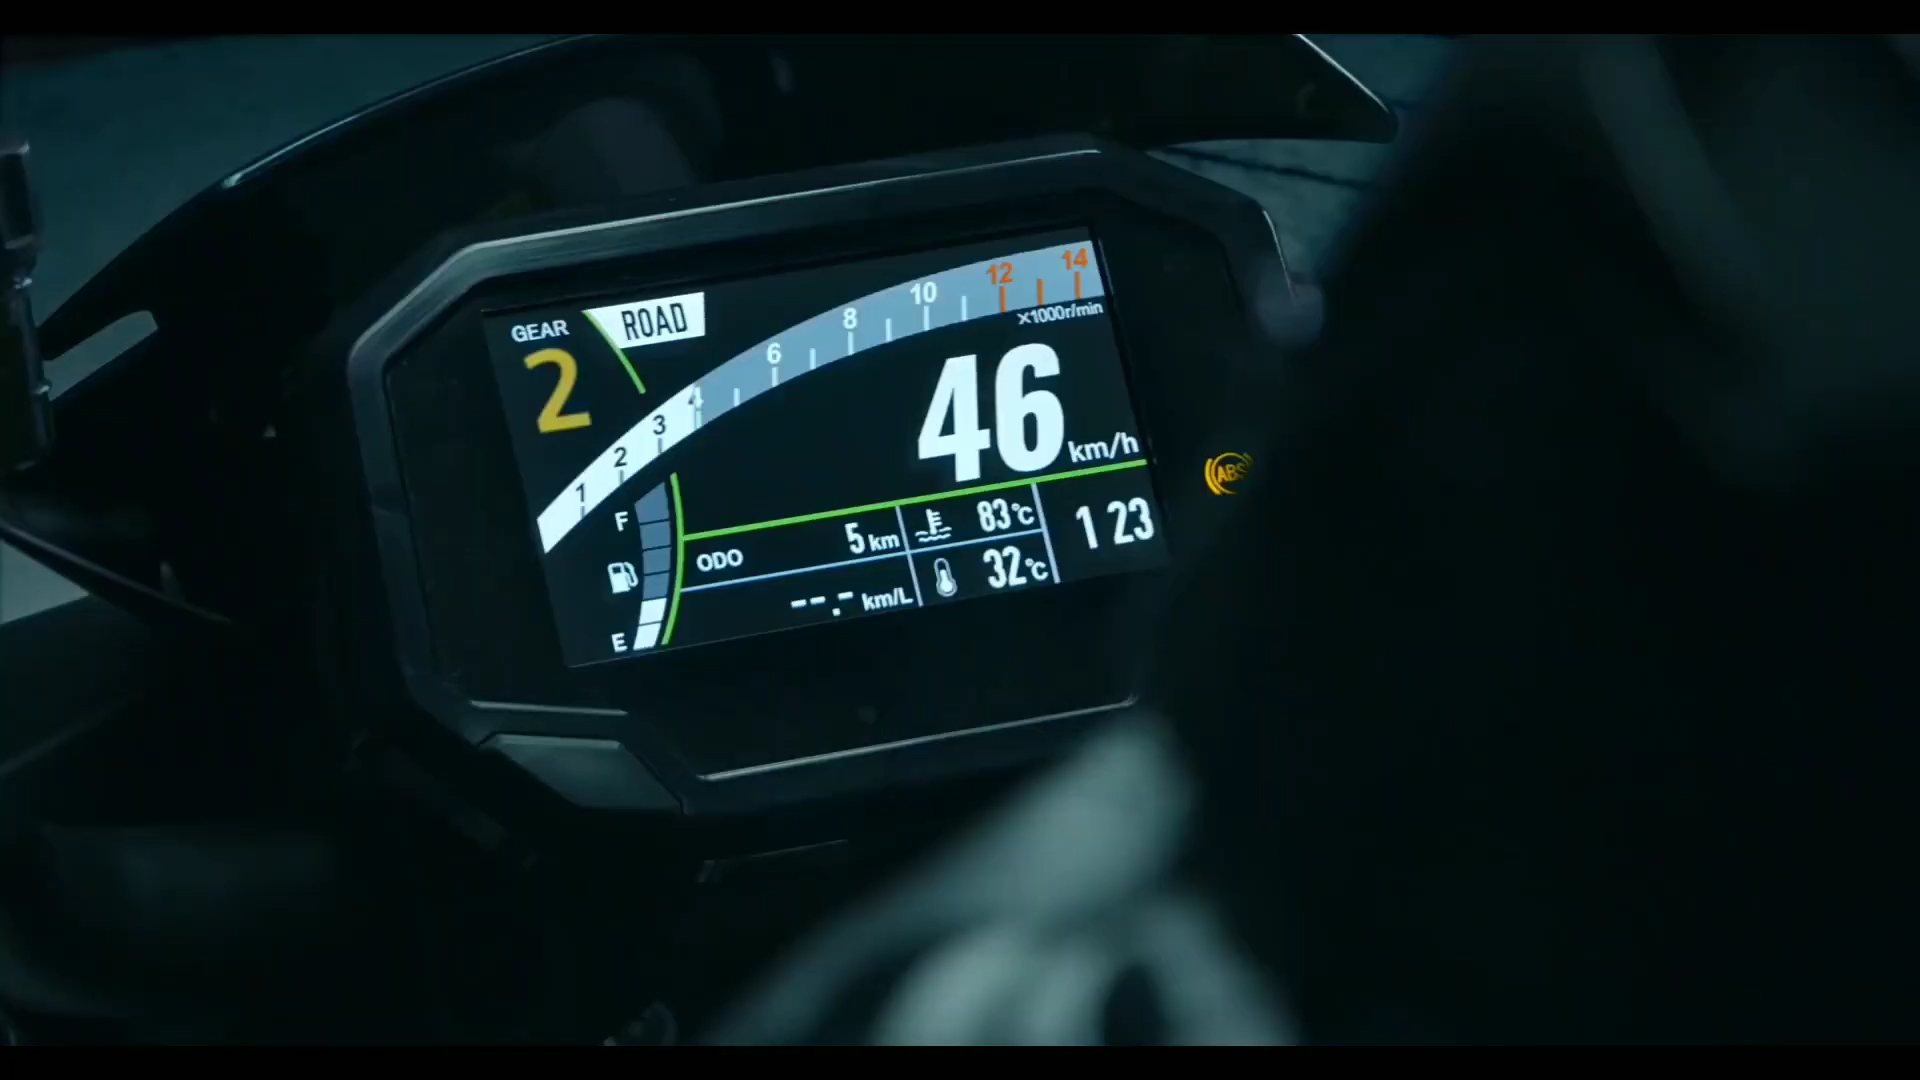 GEAR
ROAD
2
1 2 3 4 6 8 10 12 14
×1000r/min
46 km/h
ABS
F
E
ODO 5 km
--.- km/L
83℃
32℃
1 23